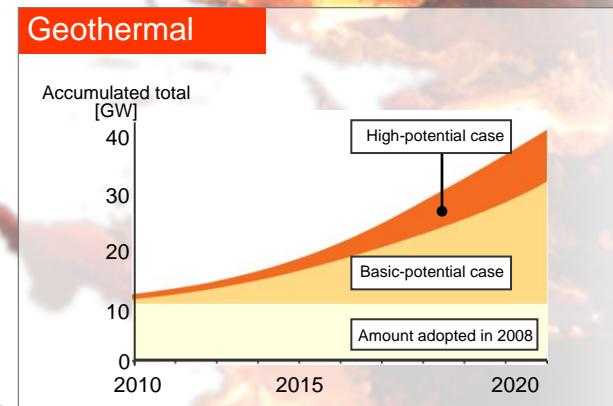 Geothermal
Accumulated total
[GW]
40
High-potential case
30
20
Basic-potential case
10
Amount adopted in 2008
0
2010 2015 2020